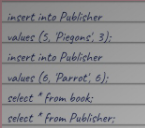 insert into Publisher
values (5, 'Piegons', 3);
insert into Publisher
values (6, 'Parrot', 6);
select * from book;
select * from Publisher;